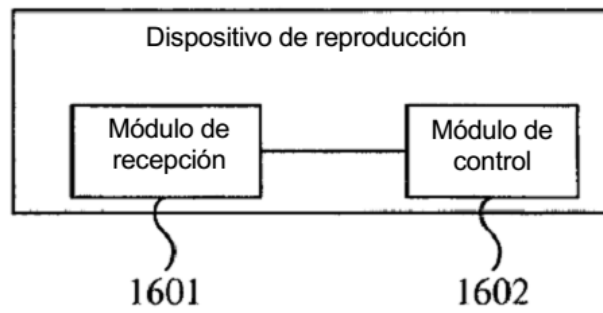 Dispositivo de reproducción
Módulo de
recepción
Módulo de
control
1601
1602